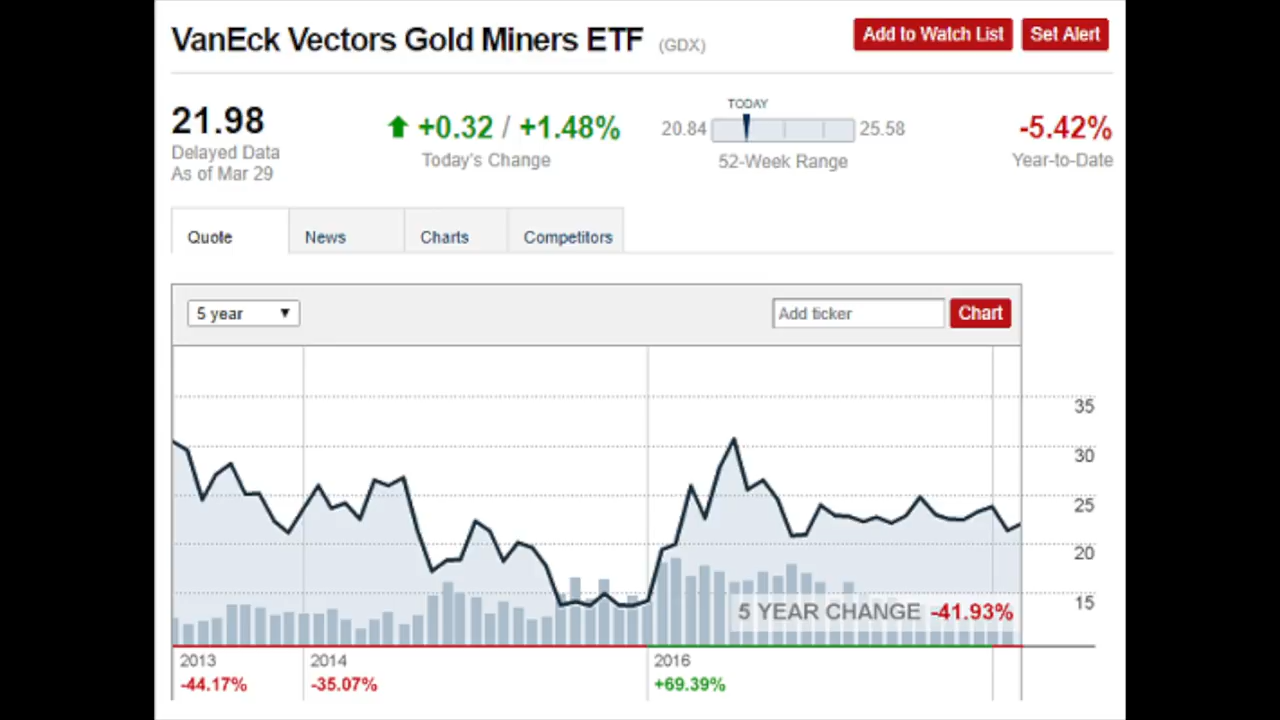 VanEck Vectors Gold Miners ETF (GDX)
Add to Watch List
Set Alert
21.98
Delayed Data
As of Mar 29
+0.32 / +1.48%
Today's Change
TODAY
20.84
25.58
52-Week Range
-5.42%
Year-to-Date
Quote
News
Charts
Competitors
5 year
Add ticker
Chart
35
30
25
20
15
5 YEAR CHANGE -41.93%
2013
2014
2016
-44.17%
-35.07%
+69.39%